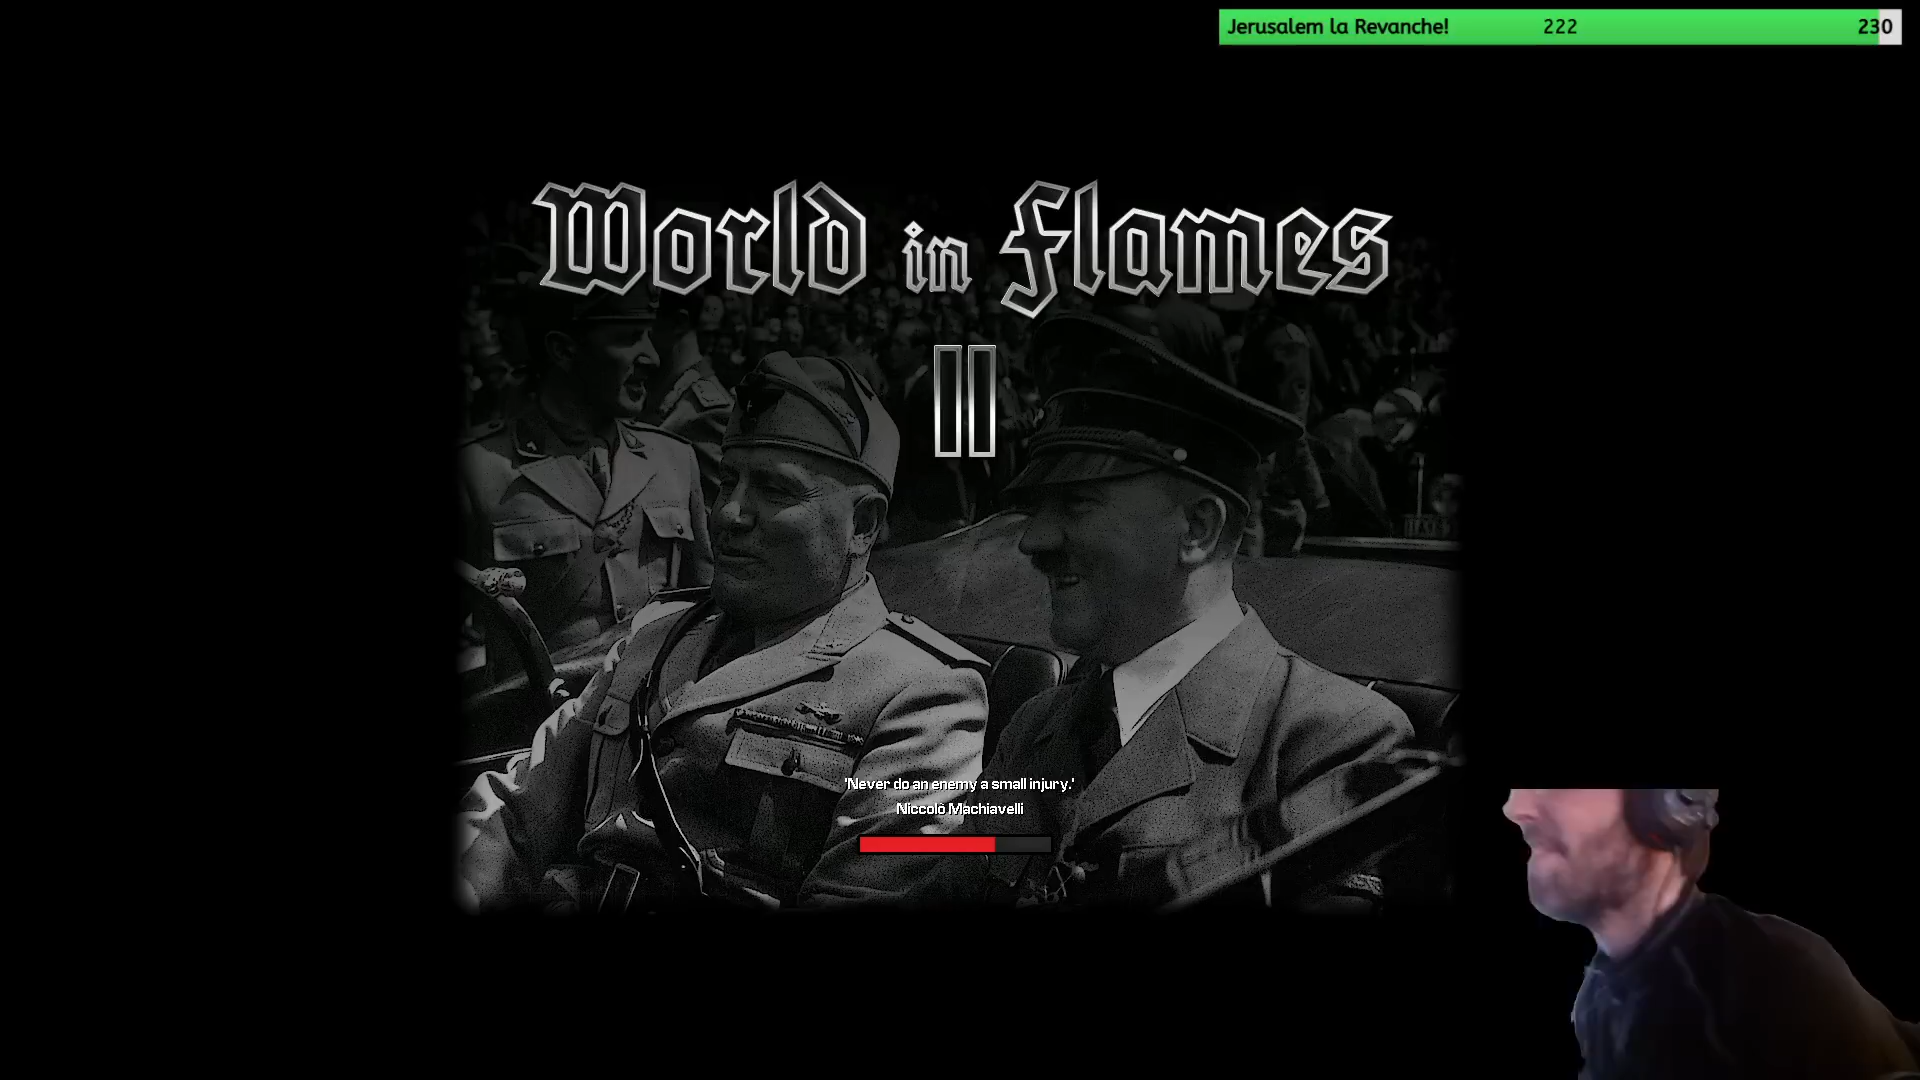 Jerusalem la Revanche! 222 230
World in Flames
II
'Never do an enemy a small injury.'
Niccolò Machiavelli